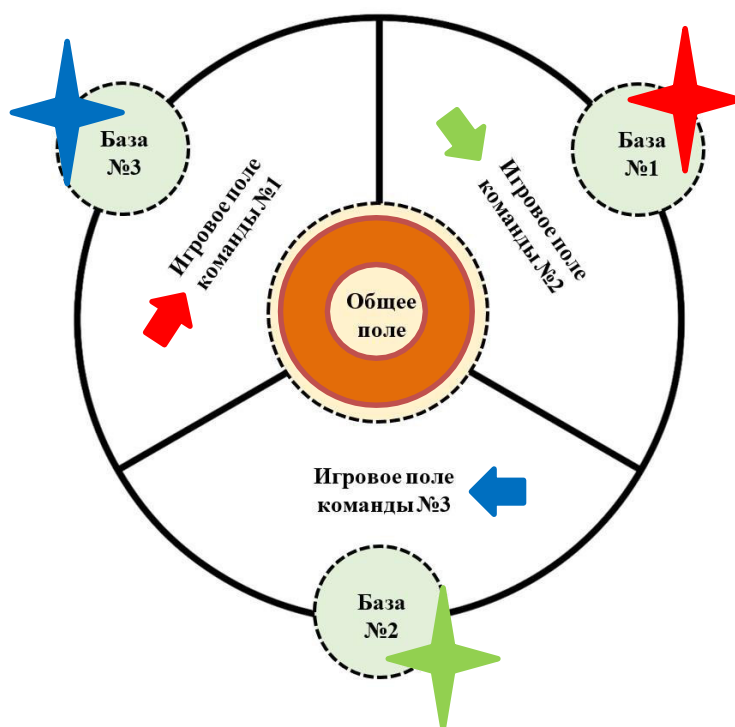 База
№3
База
№1
Игровое поле
команды №1
Игровое поле
команды №2
Общее
поле
Игровое поле
команды №3
База
№2